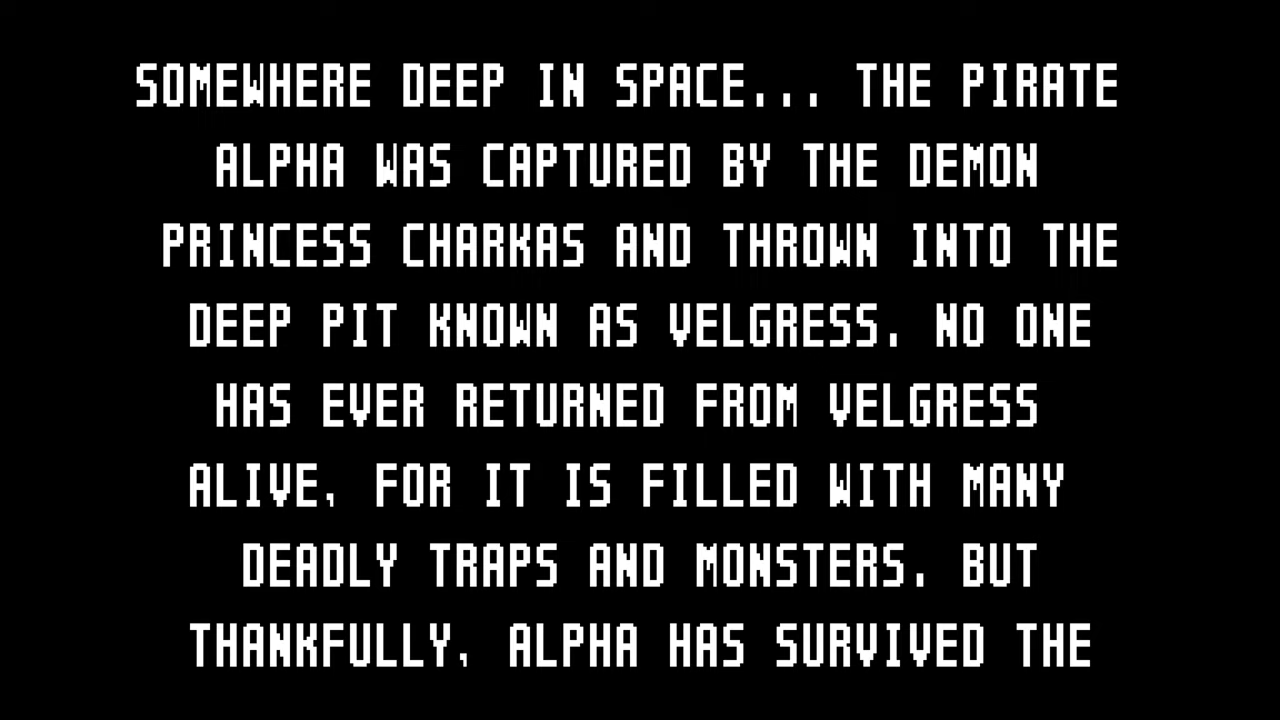 SOMEWHERE DEEP IN SPACE... THE PIRATE
ALPHA WAS CAPTURED BY THE DEMON
PRINCESS CHARKAS AND THROWN INTO THE
DEEP PIT KNOWN AS VELGRESS. NO ONE
HAS EVER RETURNED FROM VELGRESS
ALIVE, FOR IT IS FILLED WITH MANY
DEADLY TRAPS AND MONSTERS. BUT
THANKFULLY, ALPHA HAS SURVIVED THE